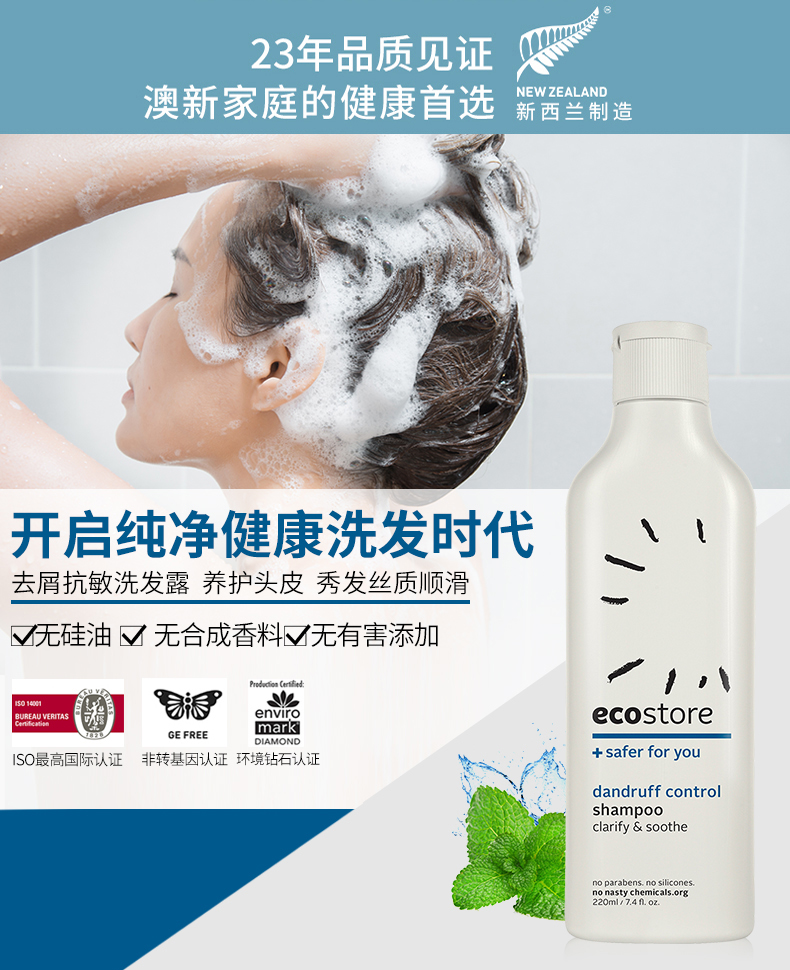 23年品质见证
澳新家庭的健康首选
NEW ZEALAND
新西兰制造
开启纯净健康洗发时代
去屑抗敏洗发露 养护头皮 秀发丝质顺滑
无硅油 无合成香料 无有害添加
ISO 14001
BUREAU VERITAS
Certification
BUREAU VERITAS
1828
ISO最高国际认证
GE FREE
非转基因认证
Production Certified:
enviro
mark
DIAMOND
环境钻石认证
ecostore
+ safer for you
dandruff control
shampoo
clarify & soothe
no parabens. no silicones.
no nasty chemicals.org
220ml / 7.4 fl. oz.